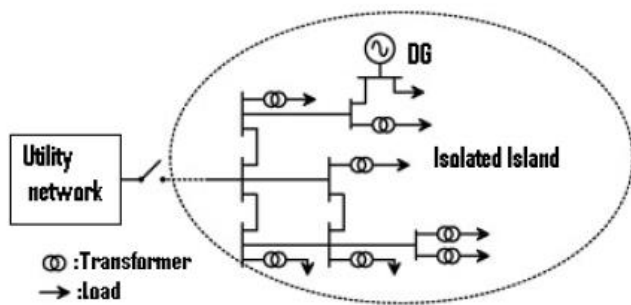 DG
Utility
network
Isolated Island
:Transformer
:Load